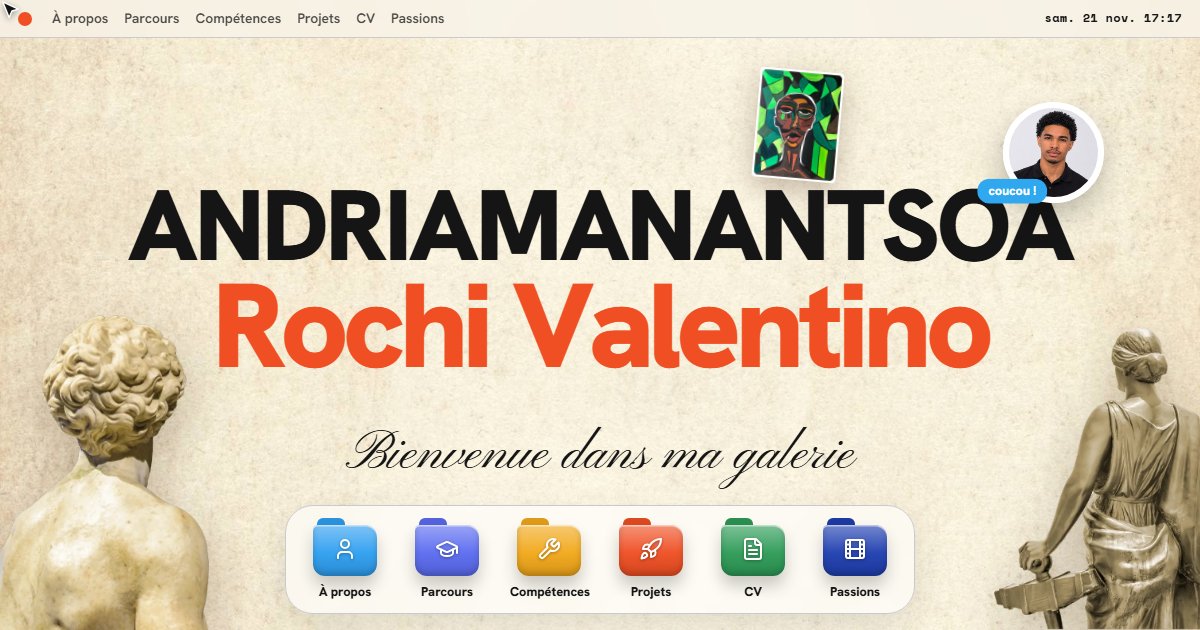 À propos Parcours Compétences Projets CV Passions sam. 21 nov. 17:17
coucou !
ANDRIAMANANTSOA
Rochi Valentino
Bienvenue dans ma galerie
À propos Parcours Compétences Projets CV Passions